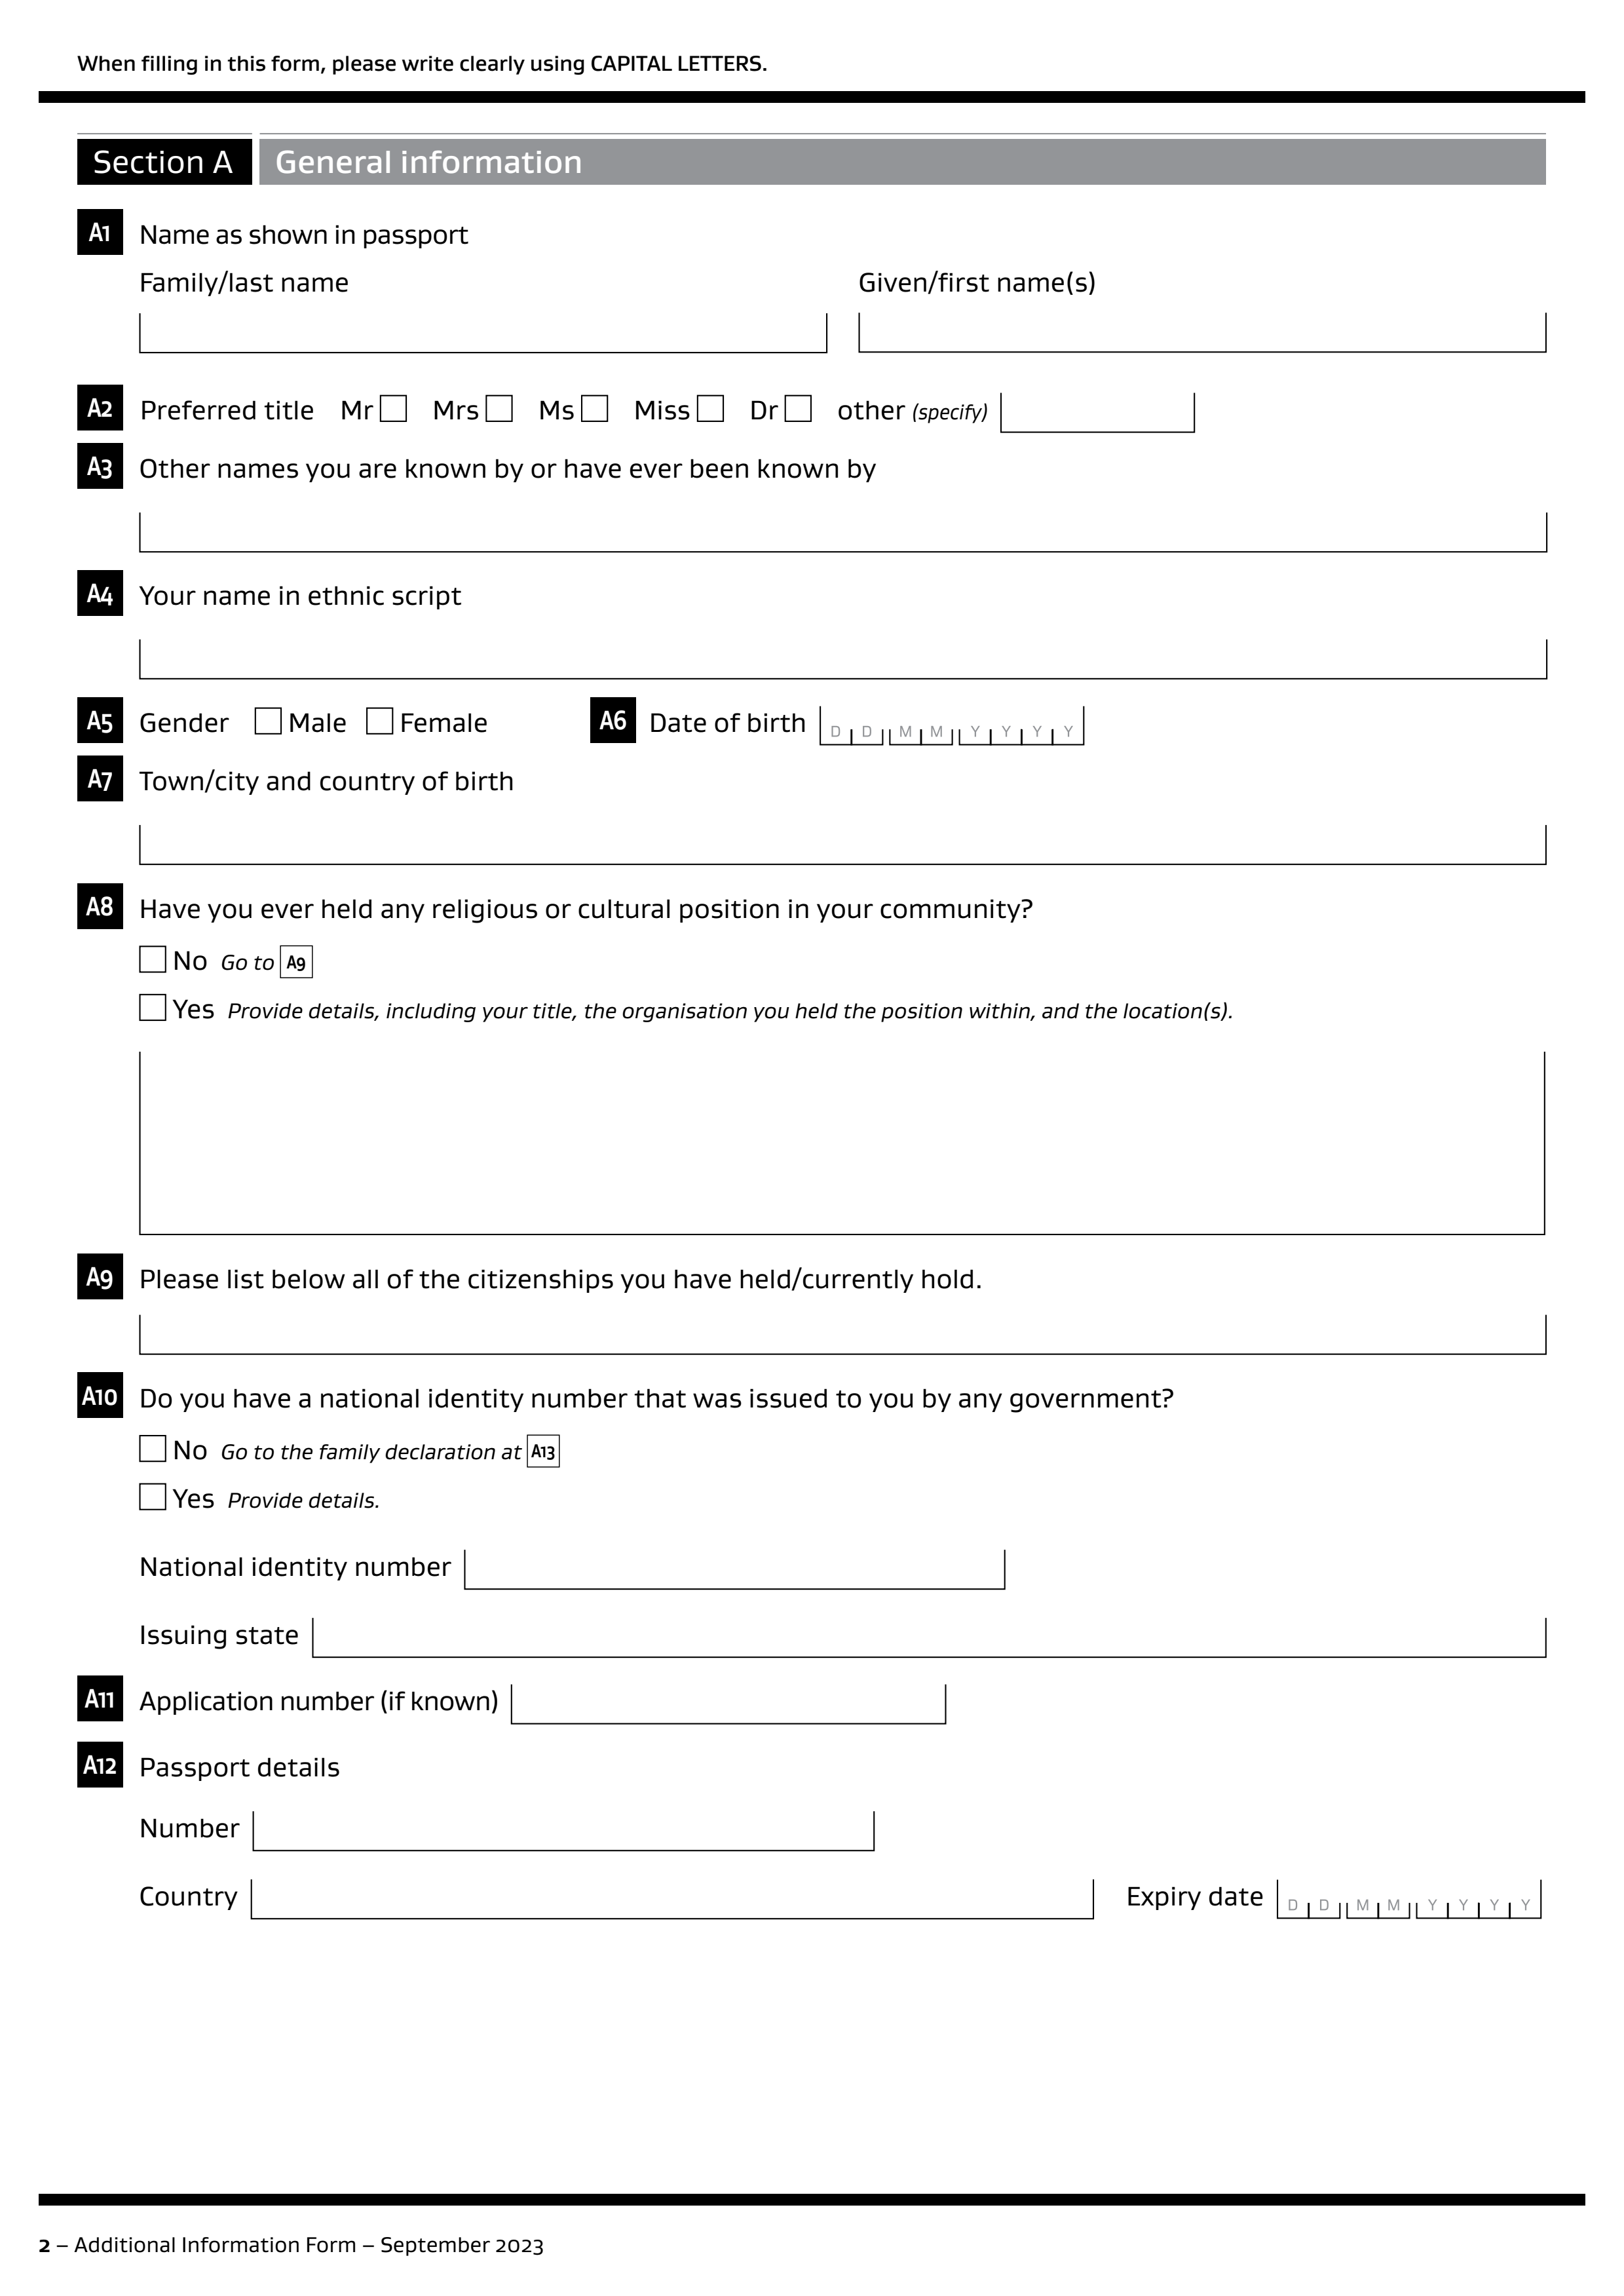 When filling in this form, please write clearly using CAPITAL LETTERS.
Section A General information
A1 Name as shown in passport
Family/last name Given/first name(s)
A2 Preferred title Mr Mrs Ms Miss Dr other (specify)
A3 Other names you are known by or have ever been known by
A4 Your name in ethnic script
A5 Gender Male Female A6 Date of birth D D M M Y Y Y Y
A7 Town/city and country of birth
A8 Have you ever held any religious or cultural position in your community?
No Go to A9
Yes Provide details, including your title, the organisation you held the position within, and the location(s).
A9 Please list below all of the citizenships you have held/currently hold.
A10 Do you have a national identity number that was issued to you by any government?
No Go to the family declaration at A13
Yes Provide details.
National identity number
Issuing state
A11 Application number (if known)
A12 Passport details
Number
Country Expiry date D D M M Y Y Y Y
2 – Additional Information Form – September 2023